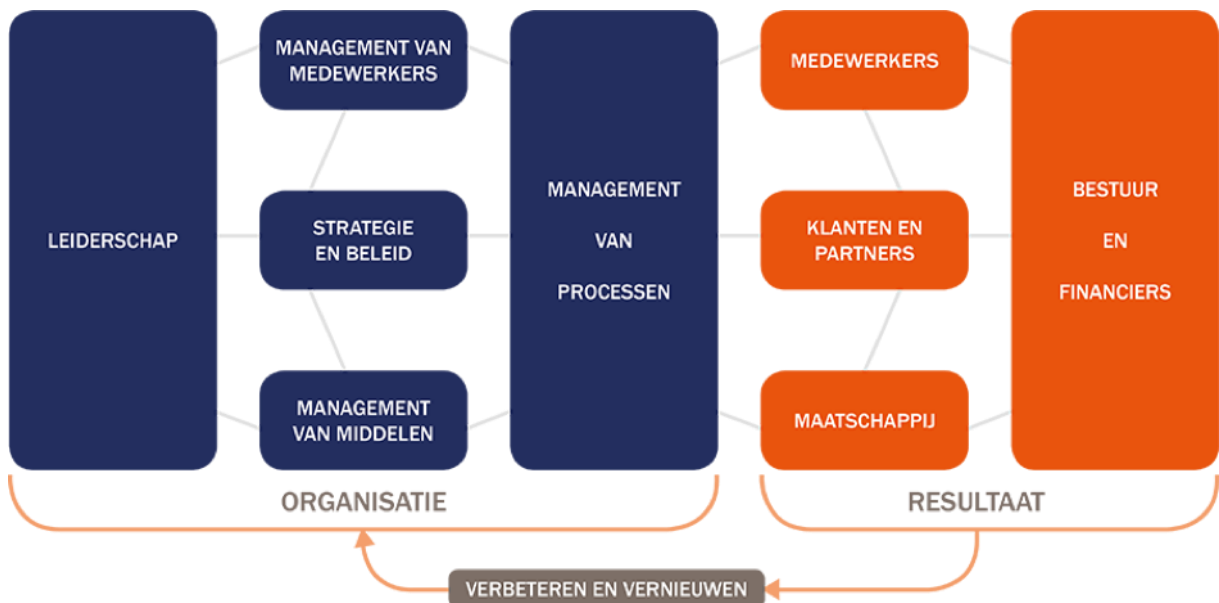 LEIDERSCHAP
MANAGEMENT VAN
MEDEWERKERS
STRATEGIE
EN BELEID
MANAGEMENT
VAN MIDDELEN
MANAGEMENT
VAN
PROCESSEN
MEDEWERKERS
KLANTEN EN
PARTNERS
MAATSCHAPPIJ
BESTUUR
EN
FINANCIERS
ORGANISATIE
RESULTAAT
VERBETEREN EN VERNIEUWEN